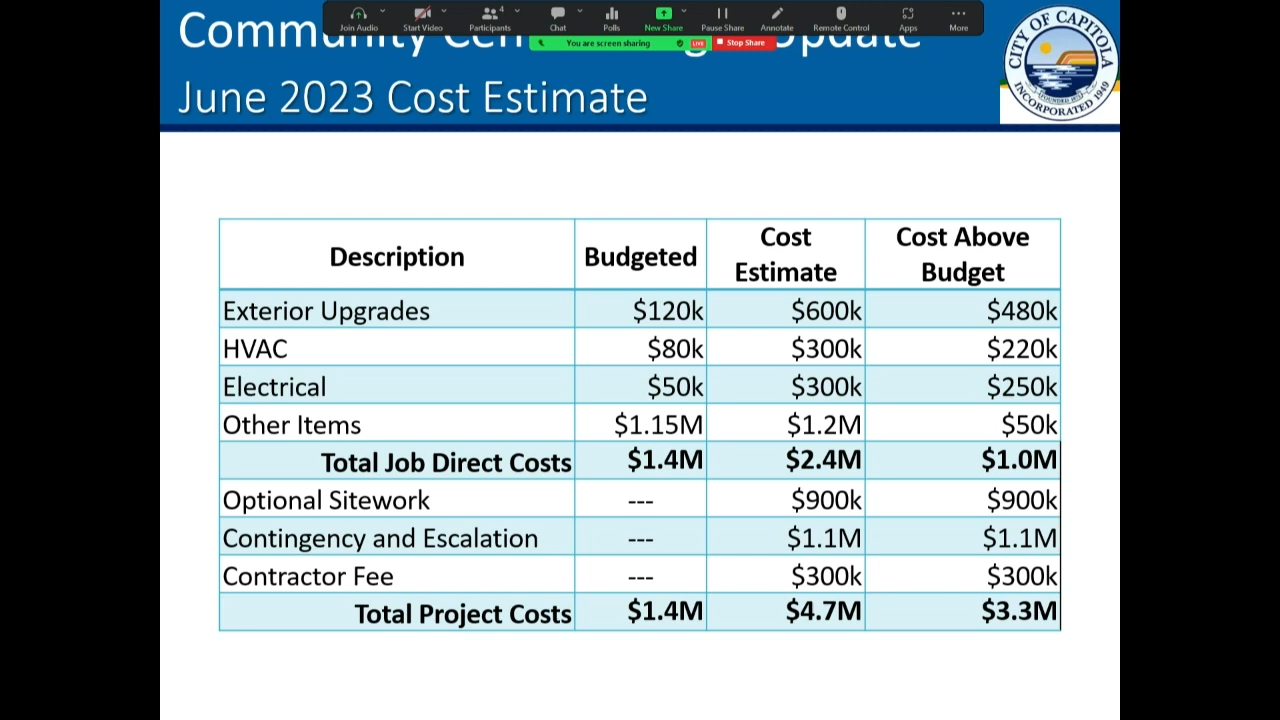 Join Audio Start Video Participants 4 Chat Polls New Share Pause Share Annotate Remote Control Apps More
You are screen sharing LIVE Stop Share
Community
June 2023 Cost Estimate
CITY OF CAPITOLA
INCORPORATED 1949
Description Budgeted Cost Estimate Cost Above Budget
Exterior Upgrades $120k $600k $480k
HVAC $80k $300k $220k
Electrical $50k $300k $250k
Other Items $1.15M $1.2M $50k
Total Job Direct Costs $1.4M $2.4M $1.0M
Optional Sitework --- $900k $900k
Contingency and Escalation --- $1.1M $1.1M
Contractor Fee --- $300k $300k
Total Project Costs $1.4M $4.7M $3.3M